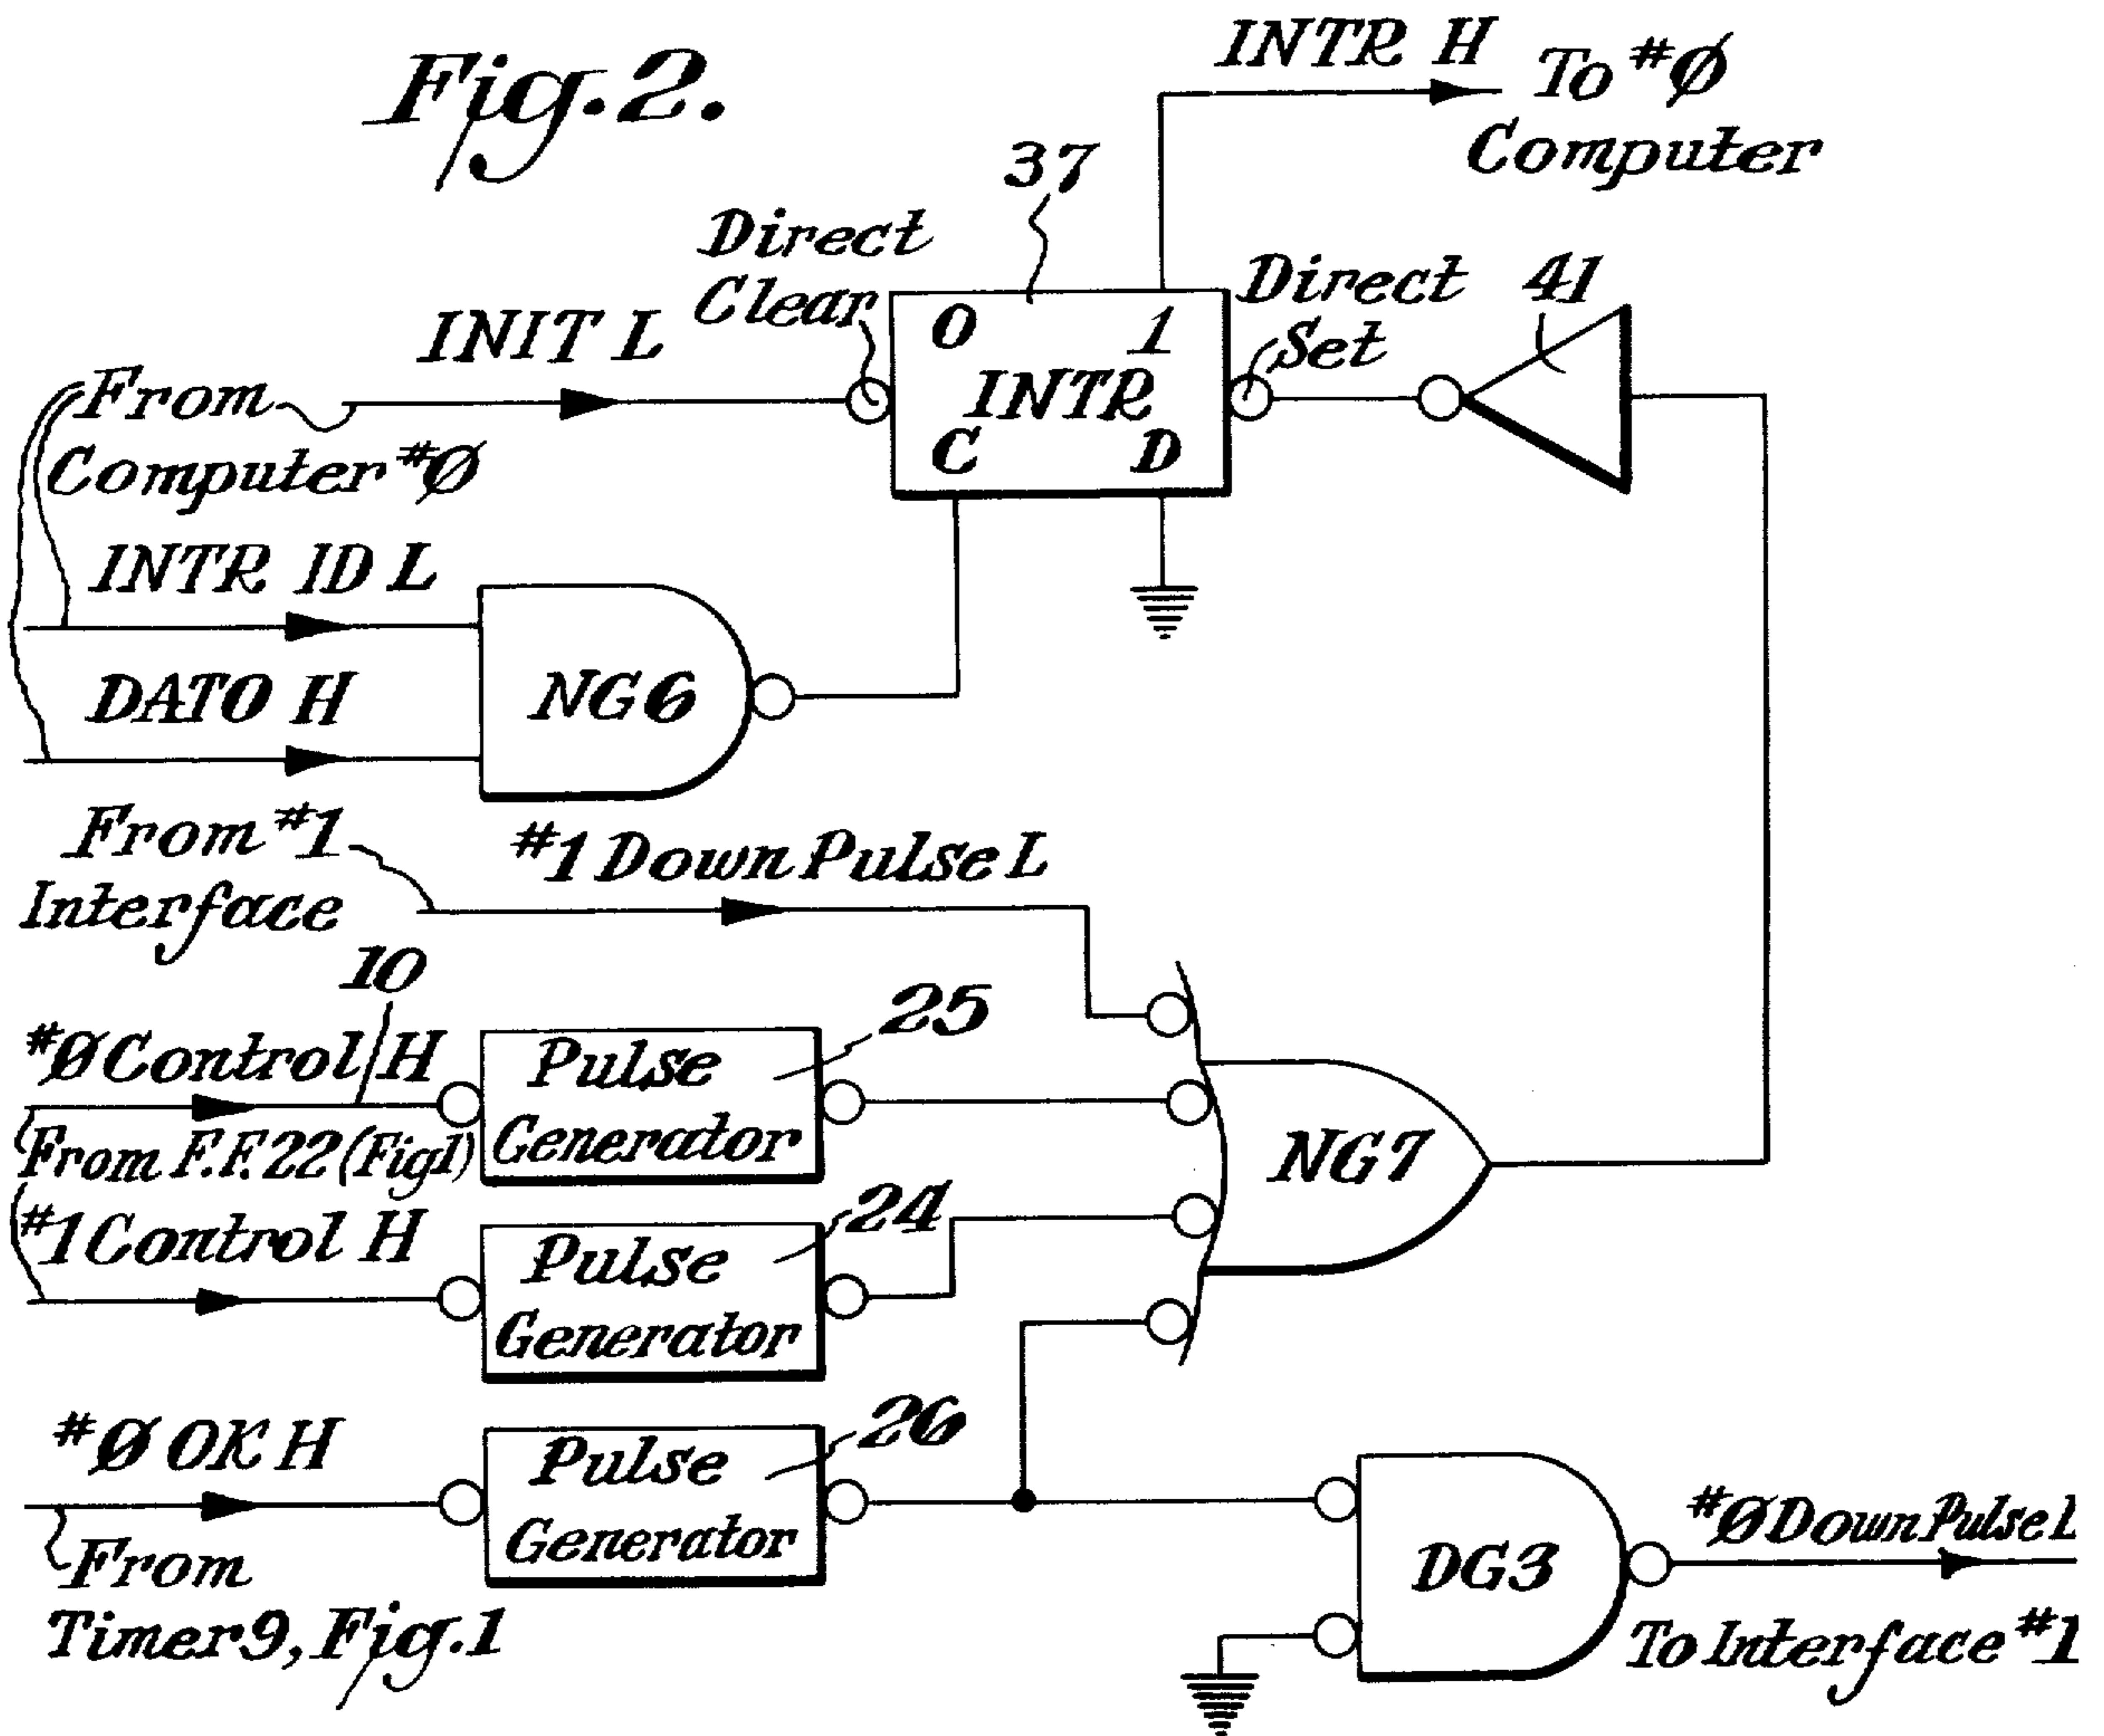 Fig. 2.
INTR H
To #Ø
Computer
37
Direct
Clear
Direct
Set
41
INIT L
O 1
INTR
C D
From
Computer #Ø
INTR ID L
DATO H
NG6
From #1
Interface
#1 Down Pulse L
10
#Ø Control H
Pulse
Generator
25
From F.F. 22 (Fig1)
#1 Control H
Pulse
Generator
24
NG7
#Ø OK H
Pulse
Generator
26
From
Timer 9, Fig. 1
DG3
#Ø Down Pulse L
To Interface #1